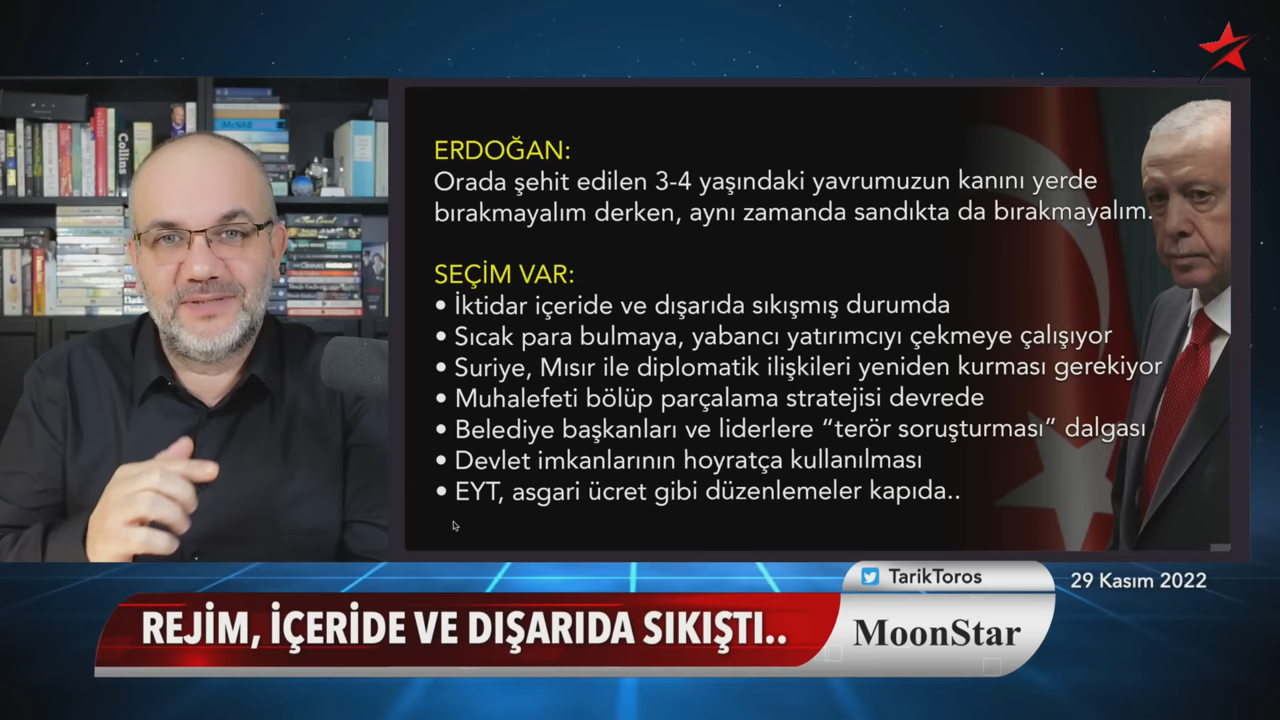 Collins
ERDOĞAN:
Orada şehit edilen 3-4 yaşındaki yavrumuzun kanını yerde
bırakmayalım derken, aynı zamanda sandıkta da bırakmayalım.
SEÇİM VAR:
• İktidar içeride ve dışarıda sıkışmış durumda
• Sıcak para bulmaya, yabancı yatırımcıyı çekmeye çalışıyor
• Suriye, Mısır ile diplomatik ilişkileri yeniden kurması gerekiyor
• Muhalefeti bölüp parçalama stratejisi devrede
• Belediye başkanları ve liderlere “terör soruşturması” dalgası
• Devlet imkanlarının hoyratça kullanılması
• EYT, asgari ücret gibi düzenlemeler kapıda..
TarikToros
29 Kasım 2022
REJİM, İÇERİDE VE DIŞARIDA SIKIŞTI..
MoonStar